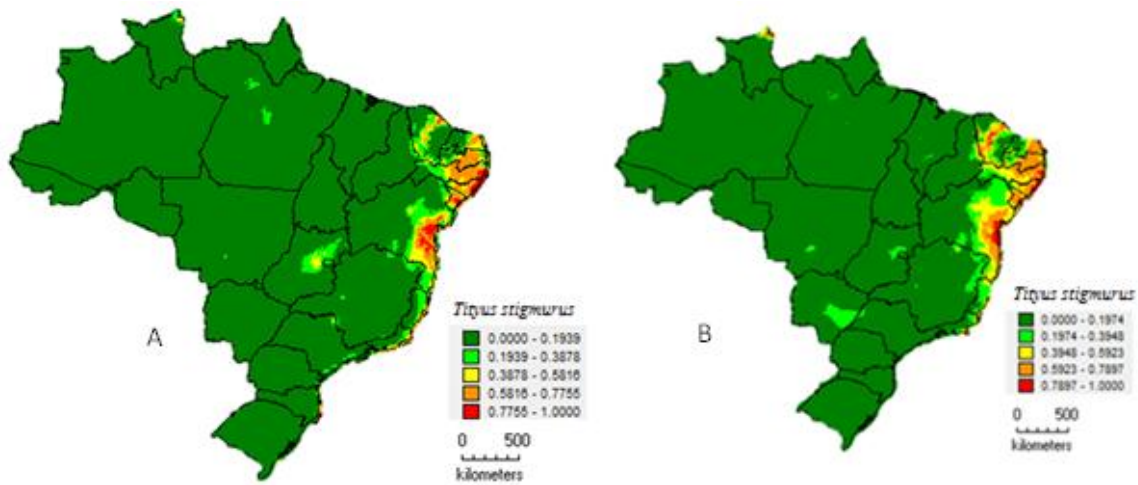 A
Tityus stigmurus
0.0000 - 0.1939
0.1939 - 0.3878
0.3878 - 0.5816
0.5816 - 0.7755
0.7755 - 1.0000
0 500
kilometers
B
Tityus stigmurus
0.0000 - 0.1974
0.1974 - 0.3948
0.3948 - 0.5923
0.5923 - 0.7897
0.7897 - 1.0000
0 500
kilometers